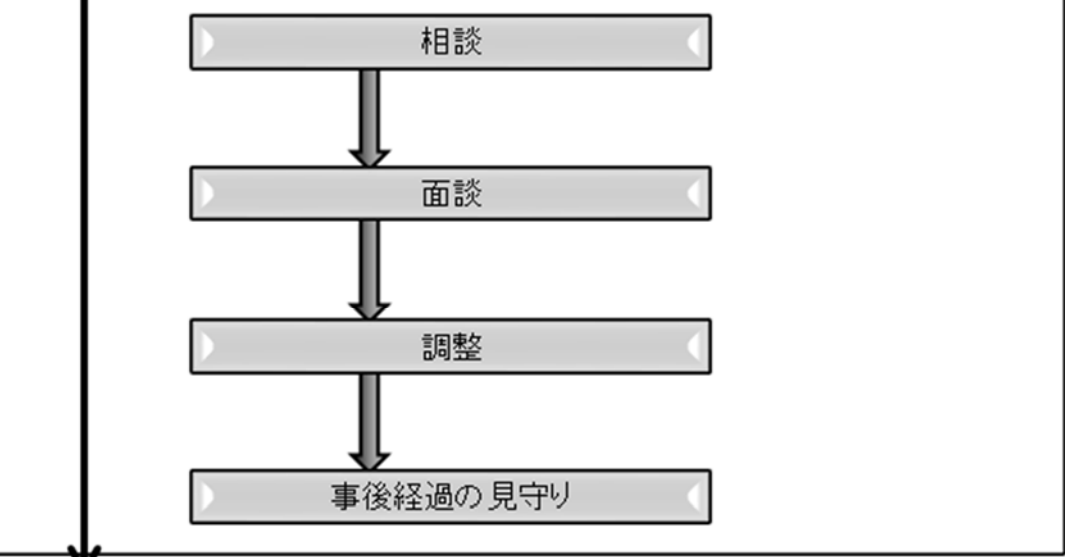 相談
面談
調整
事後経過の見守り